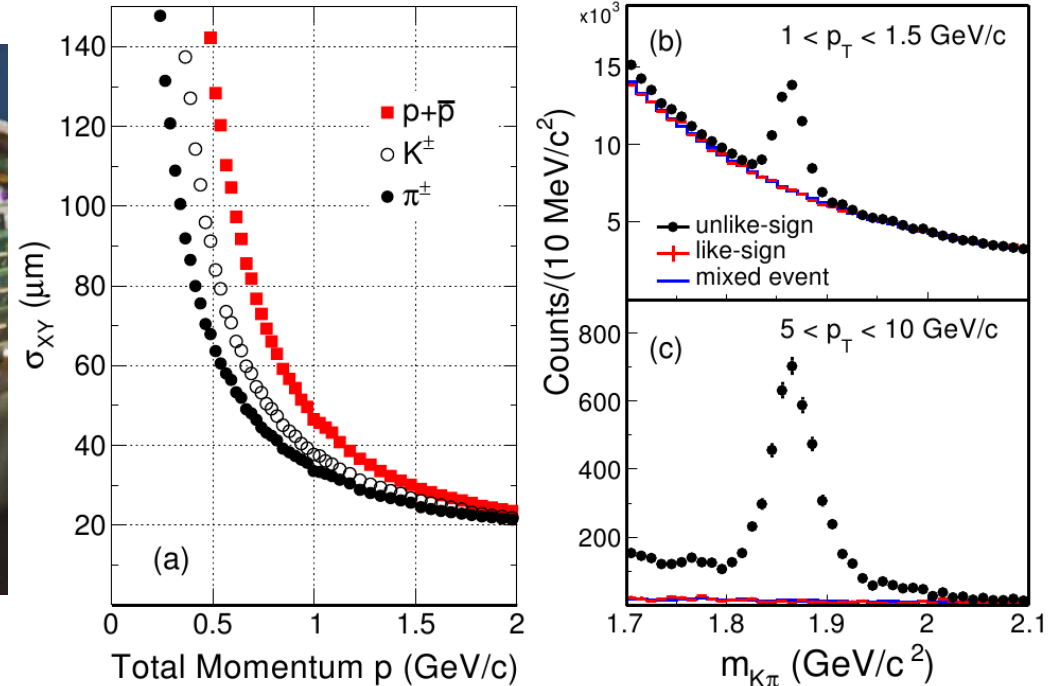 140
120
100
80
60
40
20
σXY (μm)
p+p̅
K±
π±
(a)
0 0.5 1 1.5 2
Total Momentum p (GeV/c)
×10³
(b) 1 < pT < 1.5 GeV/c
15
10
5
unlike-sign
like-sign
mixed event
Counts/(10 MeV/c²)
(c) 5 < pT < 10 GeV/c
800
600
400
200
1.7 1.8 1.9 2 2.1
mKπ (GeV/c²)